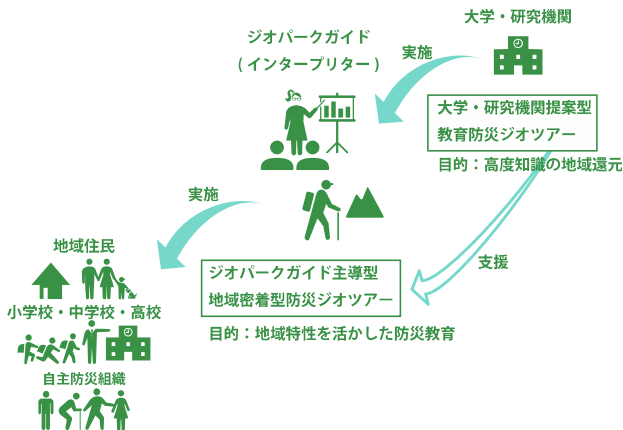 大学・研究機関
ジオパークガイド
(インタープリター)
実施
大学・研究機関提案型
教育防災ジオツアー
目的：高度知識の地域還元
実施
地域住民
支援
ジオパークガイド主導型
地域密着型防災ジオツアー
目的：地域特性を活かした防災教育
小学校・中学校・高校
自主防災組織